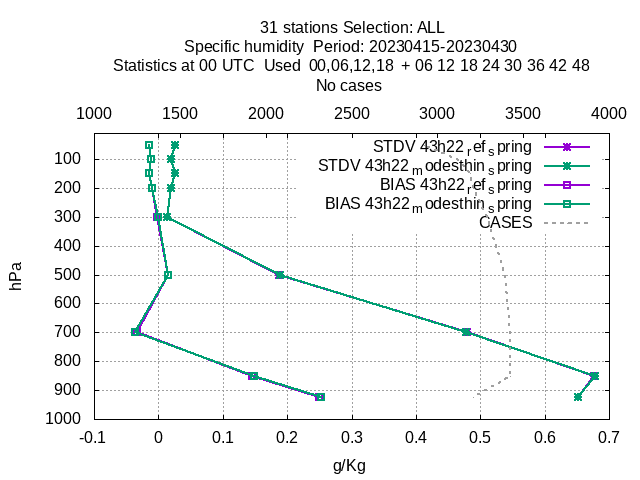 31 stations Selection: ALL
Specific humidity Period: 20230415-20230430
Statistics at 00 UTC Used 00,06,12,18 + 06 12 18 24 30 36 42 48
No cases
1000 1500 2000 2500 3000 3500 4000
STDV 43h22_ref_spring
STDV 43h22_modesthin_spring
BIAS 43h22_ref_spring
BIAS 43h22_modesthin_spring
CASES
hPa
100
200
300
400
500
600
700
800
900
1000
-0.1 0 0.1 0.2 0.3 0.4 0.5 0.6 0.7
g/Kg